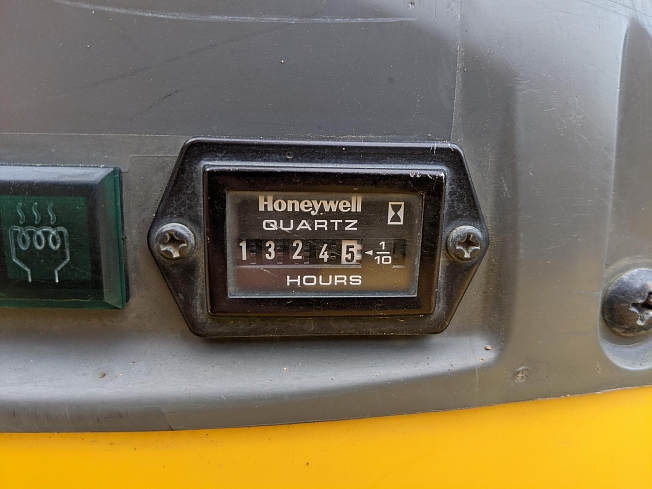 Honeywell
QUARTZ
13245 ◄ 1/10
HOURS